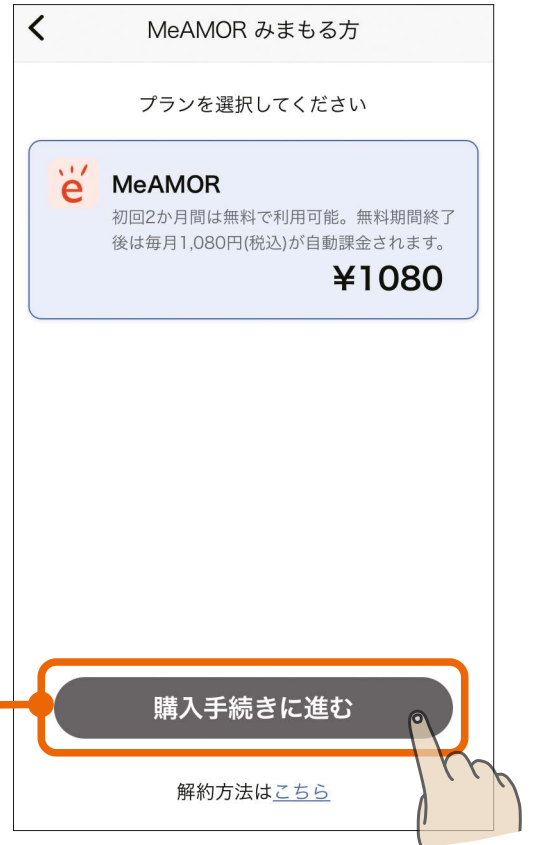 MeAMOR みまもる方
プランを選択してください
MeAMOR
初回2か月間は無料で利用可能。無料期間終了
後は毎月1,080円(税込)が自動課金されます。
¥1080
購入手続きに進む
解約方法はこちら